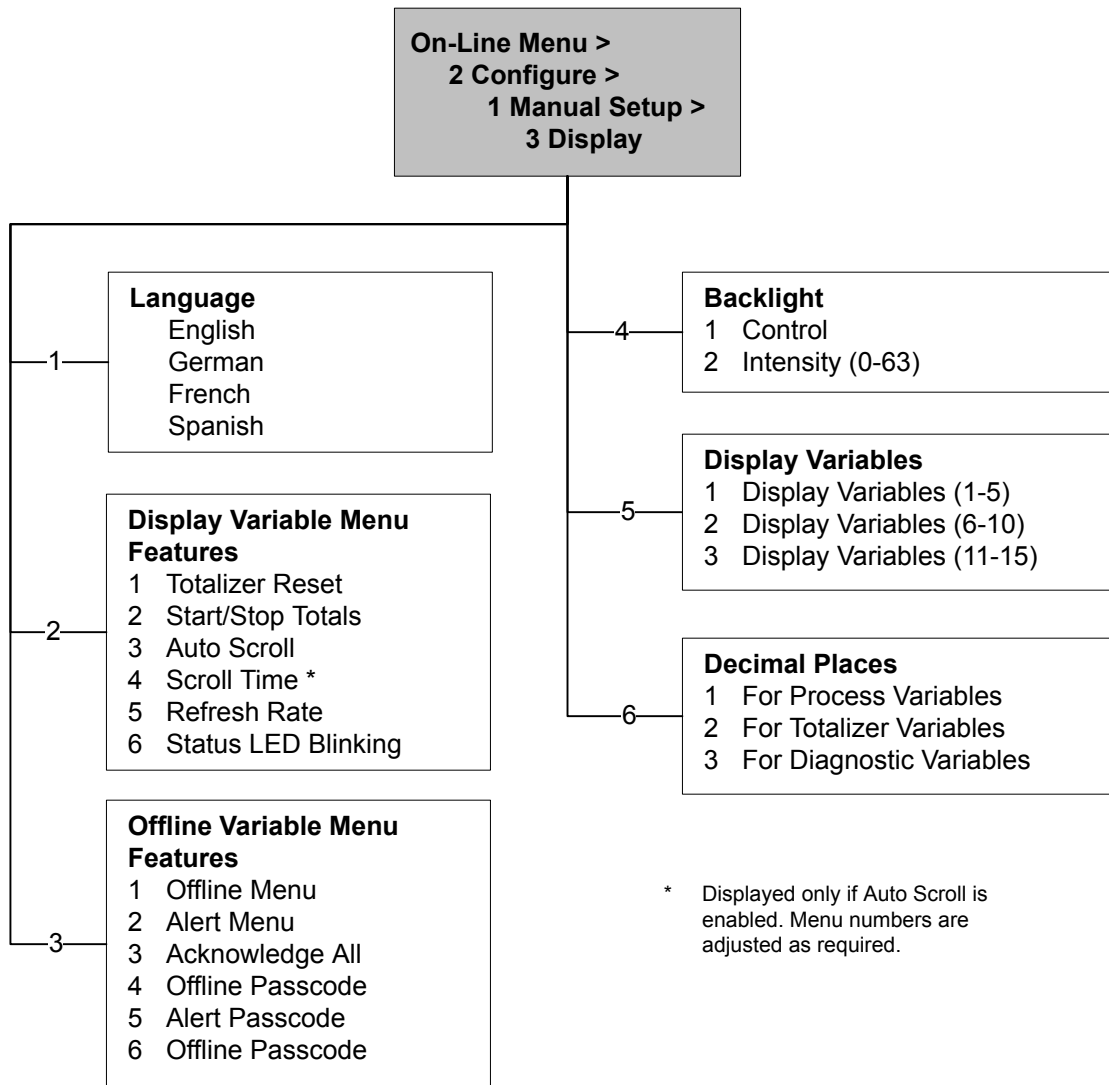 On-Line Menu >
2 Configure >
1 Manual Setup >
3 Display
1
Language
English
German
French
Spanish
2
Display Variable Menu
Features
1 Totalizer Reset
2 Start/Stop Totals
3 Auto Scroll
4 Scroll Time *
5 Refresh Rate
6 Status LED Blinking
3
Offline Variable Menu
Features
1 Offline Menu
2 Alert Menu
3 Acknowledge All
4 Offline Passcode
5 Alert Passcode
6 Offline Passcode
4
Backlight
1 Control
2 Intensity (0-63)
5
Display Variables
1 Display Variables (1-5)
2 Display Variables (6-10)
3 Display Variables (11-15)
6
Decimal Places
1 For Process Variables
2 For Totalizer Variables
3 For Diagnostic Variables
* Displayed only if Auto Scroll is
enabled. Menu numbers are
adjusted as required.